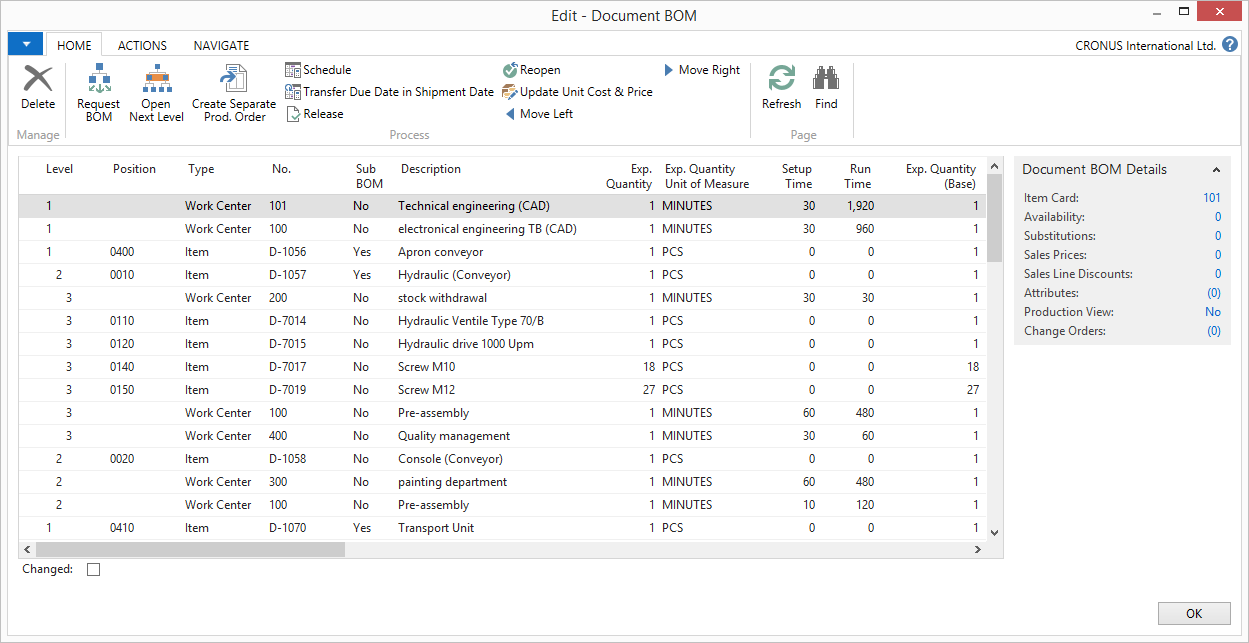 Edit - Document BOM
HOME ACTIONS NAVIGATE CRONUS International Ltd. ?
Delete
Request BOM
Open Next Level
Create Separate Prod. Order
Schedule
Transfer Due Date in Shipment Date
Release
Reopen
Update Unit Cost & Price
Move Left
Move Right
Refresh
Find
Manage Process Page
Level Position Type No. Sub BOM Description Exp. Quantity Exp. Quantity Unit of Measure Setup Time Run Time Exp. Quantity (Base)
1 Work Center 101 No Technical engineering (CAD) 1 MINUTES 30 1,920 1
1 Work Center 100 No electronical engineering TB (CAD) 1 MINUTES 30 960 1
1 0400 Item D-1056 Yes Apron conveyor 1 PCS 0 0 1
2 0010 Item D-1057 Yes Hydraulic (Conveyor) 1 PCS 0 0 1
3 Work Center 200 No stock withdrawal 1 MINUTES 30 30 1
3 0110 Item D-7014 No Hydraulic Ventile Type 70/B 1 PCS 0 0 1
3 0120 Item D-7015 No Hydraulic drive 1000 Upm 1 PCS 0 0 1
3 0140 Item D-7017 No Screw M10 18 PCS 0 0 18
3 0150 Item D-7019 No Screw M12 27 PCS 0 0 27
3 Work Center 100 No Pre-assembly 1 MINUTES 60 480 1
3 Work Center 400 No Quality management 1 MINUTES 30 60 1
2 0020 Item D-1058 No Console (Conveyor) 1 PCS 0 0 1
2 Work Center 300 No painting department 1 MINUTES 60 480 1
2 Work Center 100 No Pre-assembly 1 MINUTES 10 120 1
1 0410 Item D-1070 Yes Transport Unit 1 PCS 0 0 1
Changed:
Document BOM Details
Item Card: 101
Availability: 0
Substitutions: 0
Sales Prices: 0
Sales Line Discounts: 0
Attributes: (0)
Production View: No
Change Orders: (0)
OK